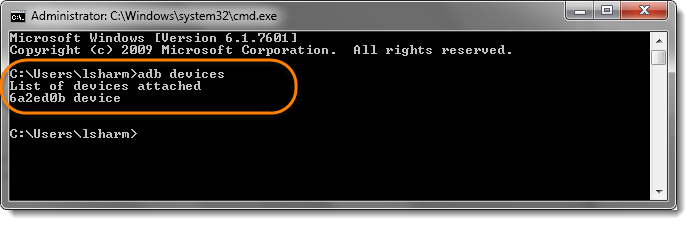 Administrator: C:\Windows\system32\cmd.exe
Microsoft Windows [Version 6.1.7601]
Copyright (c) 2009 Microsoft Corporation.  All rights reserved.
C:\Users\lsharm>adb devices
List of devices attached
6a2ed0b device
C:\Users\lsharm>